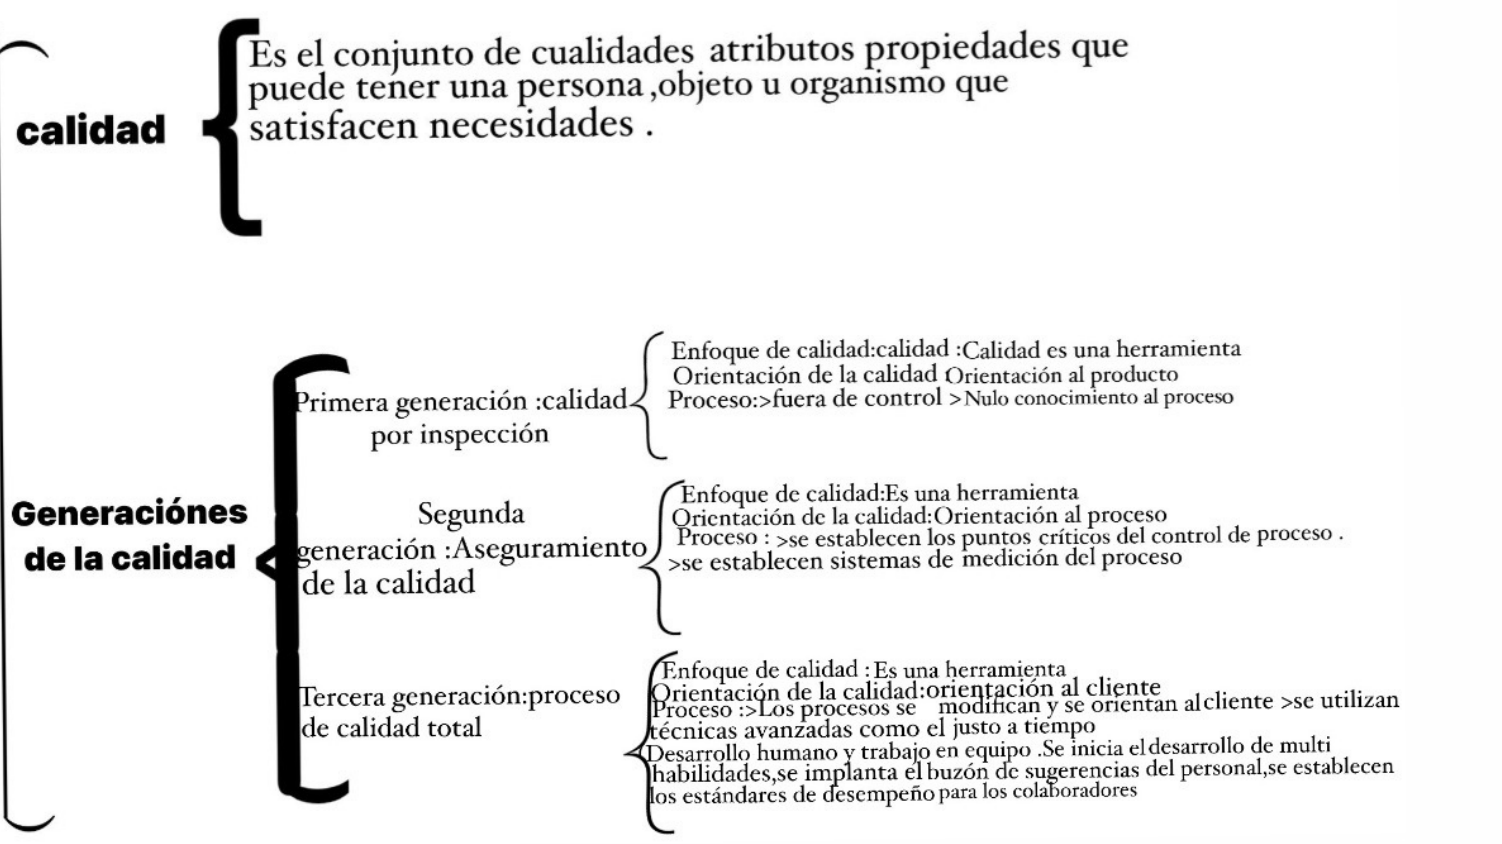 Es el conjunto de cualidades atributos propiedades que
puede tener una persona ,objeto u organismo que
satisfacen necesidades .
calidad
Enfoque de calidad:calidad :Calidad es una herramienta
Orientación de la calidad :Orientación al producto
Proceso:>fuera de control >Nulo conocimiento al proceso
Primera generación :calidad
por inspección
Generaciónes
de la calidad
Segunda
generación :Aseguramiento
de la calidad
Enfoque de calidad:Es una herramienta
Orientación de la calidad:Orientación al proceso
Proceso : >se establecen los puntos críticos del control de proceso .
>se establecen sistemas de medición del proceso
Tercera generación:proceso
de calidad total
Enfoque de calidad :Es una herramienta
Orientación de la calidad:orientación al cliente
Proceso :>Los procesos se modifican y se orientan al cliente >se utilizan
técnicas avanzadas como el justo a tiempo
Desarrollo humano y trabajo en equipo .Se inicia el desarrollo de multi
habilidades,se implanta el buzón de sugerencias del personal,se establecen
los estándares de desempeño para los colaboradores